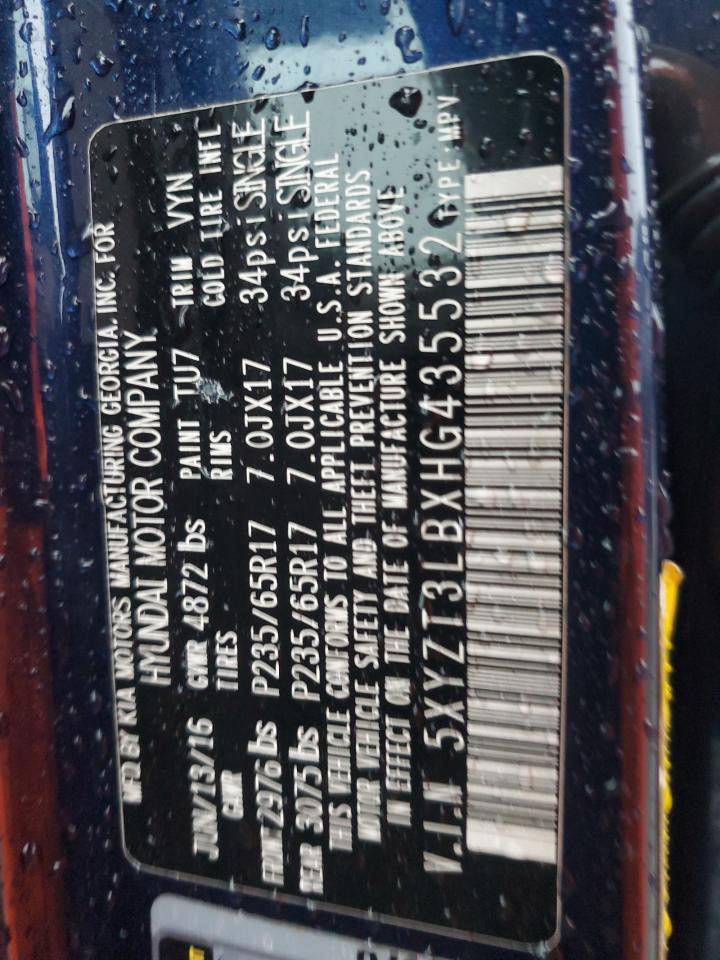 MFD BY KIA MOTORS MANUFACTURING GEORGIA. INC. FOR
HYUNDAI MOTOR COMPANY
JUN/13/16 GVWR 4872 lbs PAINT TU7 TRIM VYN
GAWR TIRES RIMS COLD TIRE INFL
FRONT 2976 lbs P235/65R17 7.0JX17 34psi SINGLE
REAR 3075 lbs P235/65R17 7.0JX17 34psi SINGLE
THIS VEHICLE CONFORMS TO ALL APPLICABLE U.S.A. FEDERAL
MOTOR VEHICLE SAFETY AND THEFT PREVENTION STANDARDS
IN EFFECT ON THE DATE OF MANUFACTURE SHOWN ABOVE
V.I.N 5XYZT3LBXHG435532 TYPE MPV